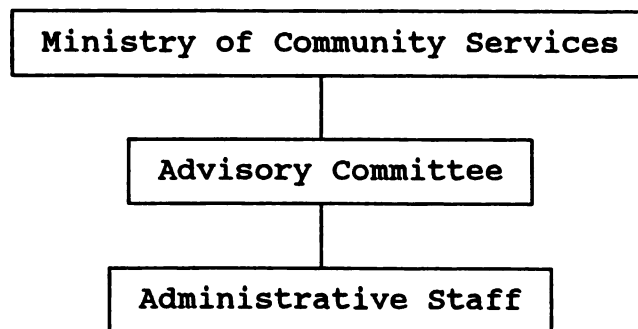 Ministry of Community Services
Advisory Committee
Administrative Staff